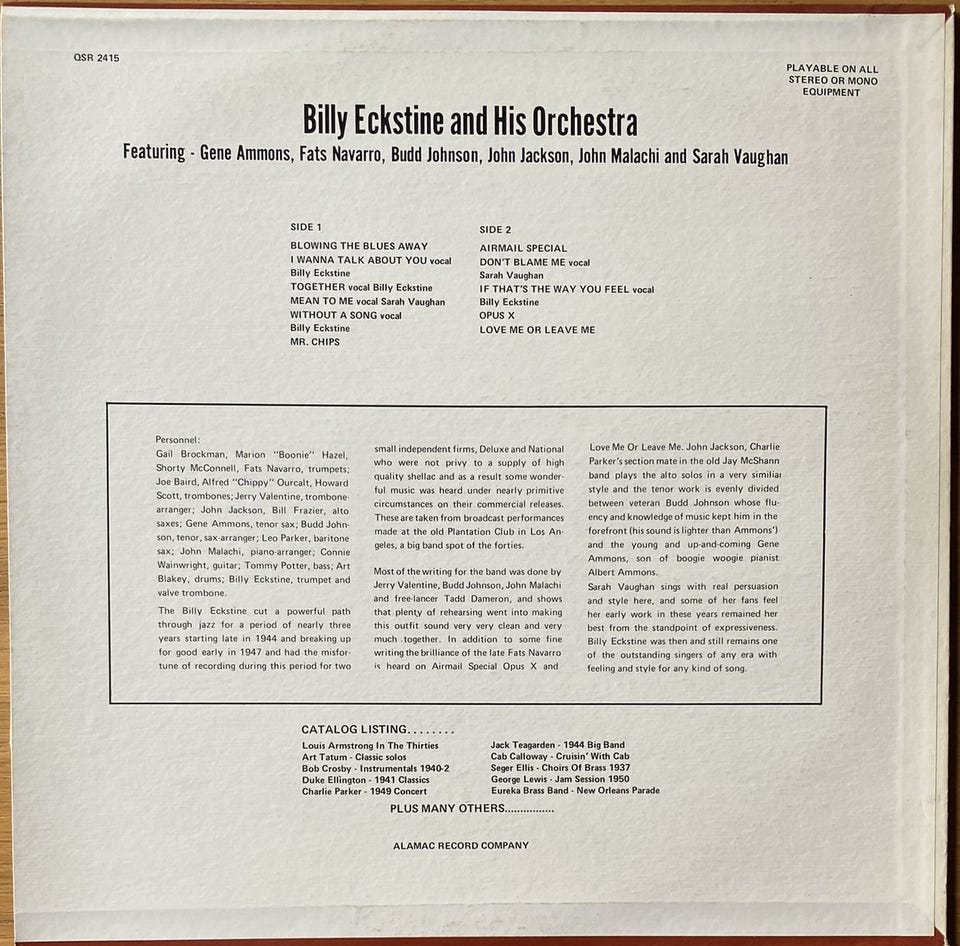 QSR 2415
PLAYABLE ON ALL
STEREO OR MONO
EQUIPMENT
Billy Eckstine and His Orchestra
Featuring - Gene Ammons, Fats Navarro, Budd Johnson, John Jackson, John Malachi and Sarah Vaughan
SIDE 1
BLOWING THE BLUES AWAY
I WANNA TALK ABOUT YOU vocal
Billy Eckstine
TOGETHER vocal Billy Eckstine
MEAN TO ME vocal Sarah Vaughan
WITHOUT A SONG vocal
Billy Eckstine
MR. CHIPS
SIDE 2
AIRMAIL SPECIAL
DON'T BLAME ME vocal
Sarah Vaughan
IF THAT'S THE WAY YOU FEEL vocal
Billy Eckstine
OPUS X
LOVE ME OR LEAVE ME
Personnel:
Gail Brockman, Marion "Boonie" Hazel,
Shorty McConnell, Fats Navarro, trumpets;
Joe Baird, Alfred "Chippy" Ourcalt, Howard
Scott, trombones; Jerry Valentine, trombone-
arranger; John Jackson, Bill Frazier, alto
saxes; Gene Ammons, tenor sax; Budd John-
son, tenor, sax-arranger; Leo Parker, baritone
sax; John Malachi, piano-arranger; Connie
Wainwright, guitar; Tommy Potter, bass; Art
Blakey, drums; Billy Eckstine, trumpet and
valve trombone.
The Billy Eckstine cut a powerful path
through jazz for a period of nearly three
years starting late in 1944 and breaking up
for good early in 1947 and had the misfor-
tune of recording during this period for two
small independent firms, Deluxe and National
who were not privy to a supply of high
quality shellac and as a result some wonder-
ful music was heard under nearly primitive
circumstances on their commercial releases.
These are taken from broadcast performances
made at the old Plantation Club in Los An-
geles, a big band spot of the forties.
Most of the writing for the band was done by
Jerry Valentine, Budd Johnson, John Malachi
and free-lancer Tadd Dameron, and shows
that plenty of rehearsing went into making
this outfit sound very very clean and very
much together. In addition to some fine
writing the brilliance of the late Fats Navarro
is heard on Airmail Special Opus X and
Love Me Or Leave Me. John Jackson, Charlie
Parker's section mate in the old Jay McShann
band plays the alto solos in a very similiar
style and the tenor work is evenly divided
between veteran Budd Johnson whose flu-
ency and knowledge of music kept him in the
forefront (his sound is lighter than Ammons')
and the young and up-and-coming Gene
Ammons, son of boogie woogie pianist
Albert Ammons.
Sarah Vaughan sings with real persuasion
and style here, and some of her fans feel
her early work in these years remained her
best from the standpoint of expressiveness.
Billy Eckstine was then and still remains one
of the outstanding singers of any era with
feeling and style for any kind of song.
CATALOG LISTING........
Louis Armstrong In The Thirties
Art Tatum - Classic solos
Bob Crosby - Instrumentals 1940-2
Duke Ellington - 1941 Classics
Charlie Parker - 1949 Concert
Jack Teagarden - 1944 Big Band
Cab Calloway - Cruisin' With Cab
Seger Ellis - Choirs Of Brass 1937
George Lewis - Jam Session 1950
Eureka Brass Band - New Orleans Parade
PLUS MANY OTHERS................
ALAMAC RECORD COMPANY